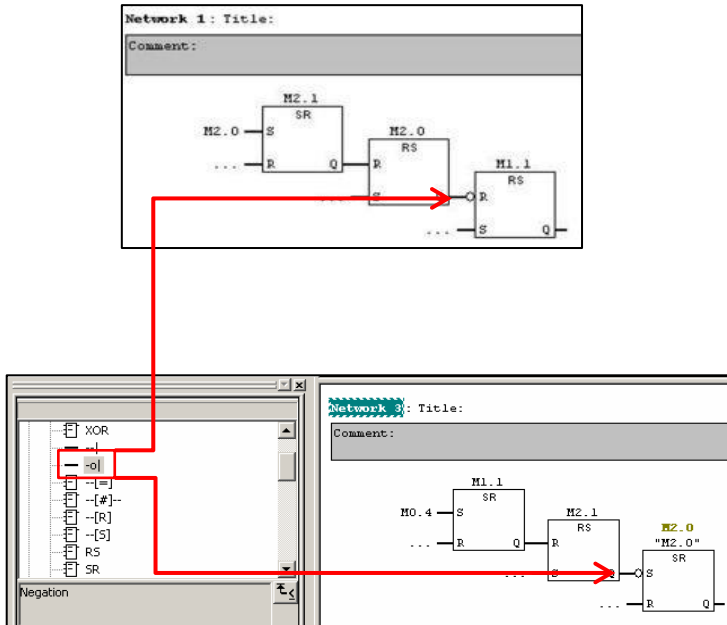 Network 1: Title:
Comment:
M2.1
SR
M2.0 S
M2.0
RS
... R Q R
M1.1
RS
... S R
... S Q
XOR
--|
-o|
--[=]
--[#]--
--[R]
--[S]
RS
SR
Negation
Network 3: Title:
Comment:
M1.1
SR
M0.4 S
M2.1
RS
M2.0
"M2.0"
SR
... R Q R
... S Q S
... R Q